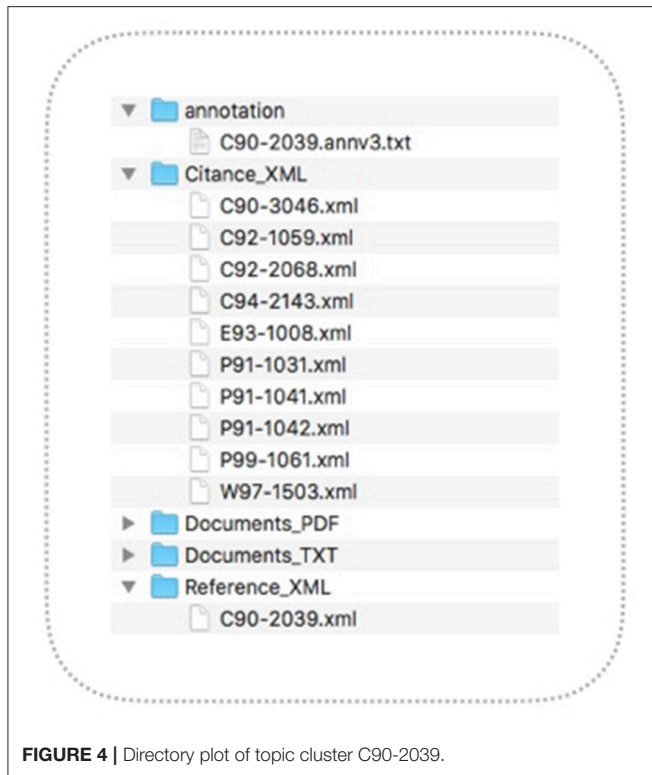 annotation
C90-2039.annv3.txt
Citance_XML
C90-3046.xml
C92-1059.xml
C92-2068.xml
C94-2143.xml
E93-1008.xml
P91-1031.xml
P91-1041.xml
P91-1042.xml
P99-1061.xml
W97-1503.xml
Documents_PDF
Documents_TXT
Reference_XML
C90-2039.xml
FIGURE 4 | Directory plot of topic cluster C90-2039.